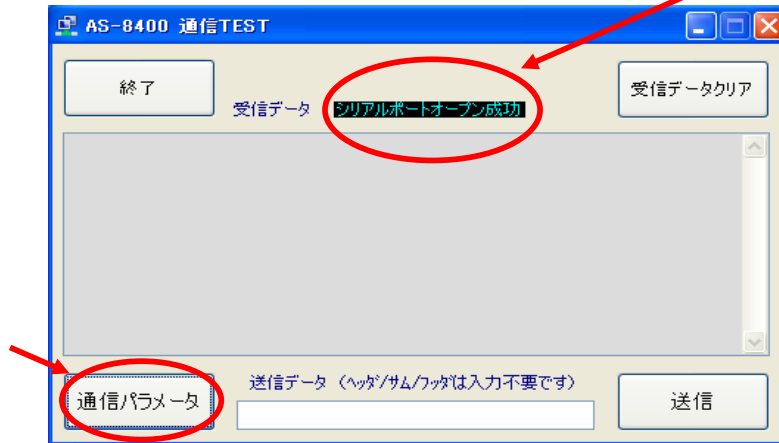 AS-8400 通信TEST
終了
受信データ
シリアルポートオープン成功
受信データクリア
通信パラメータ
送信データ (ヘッダ/サム/フッダは入力不要です)
送信